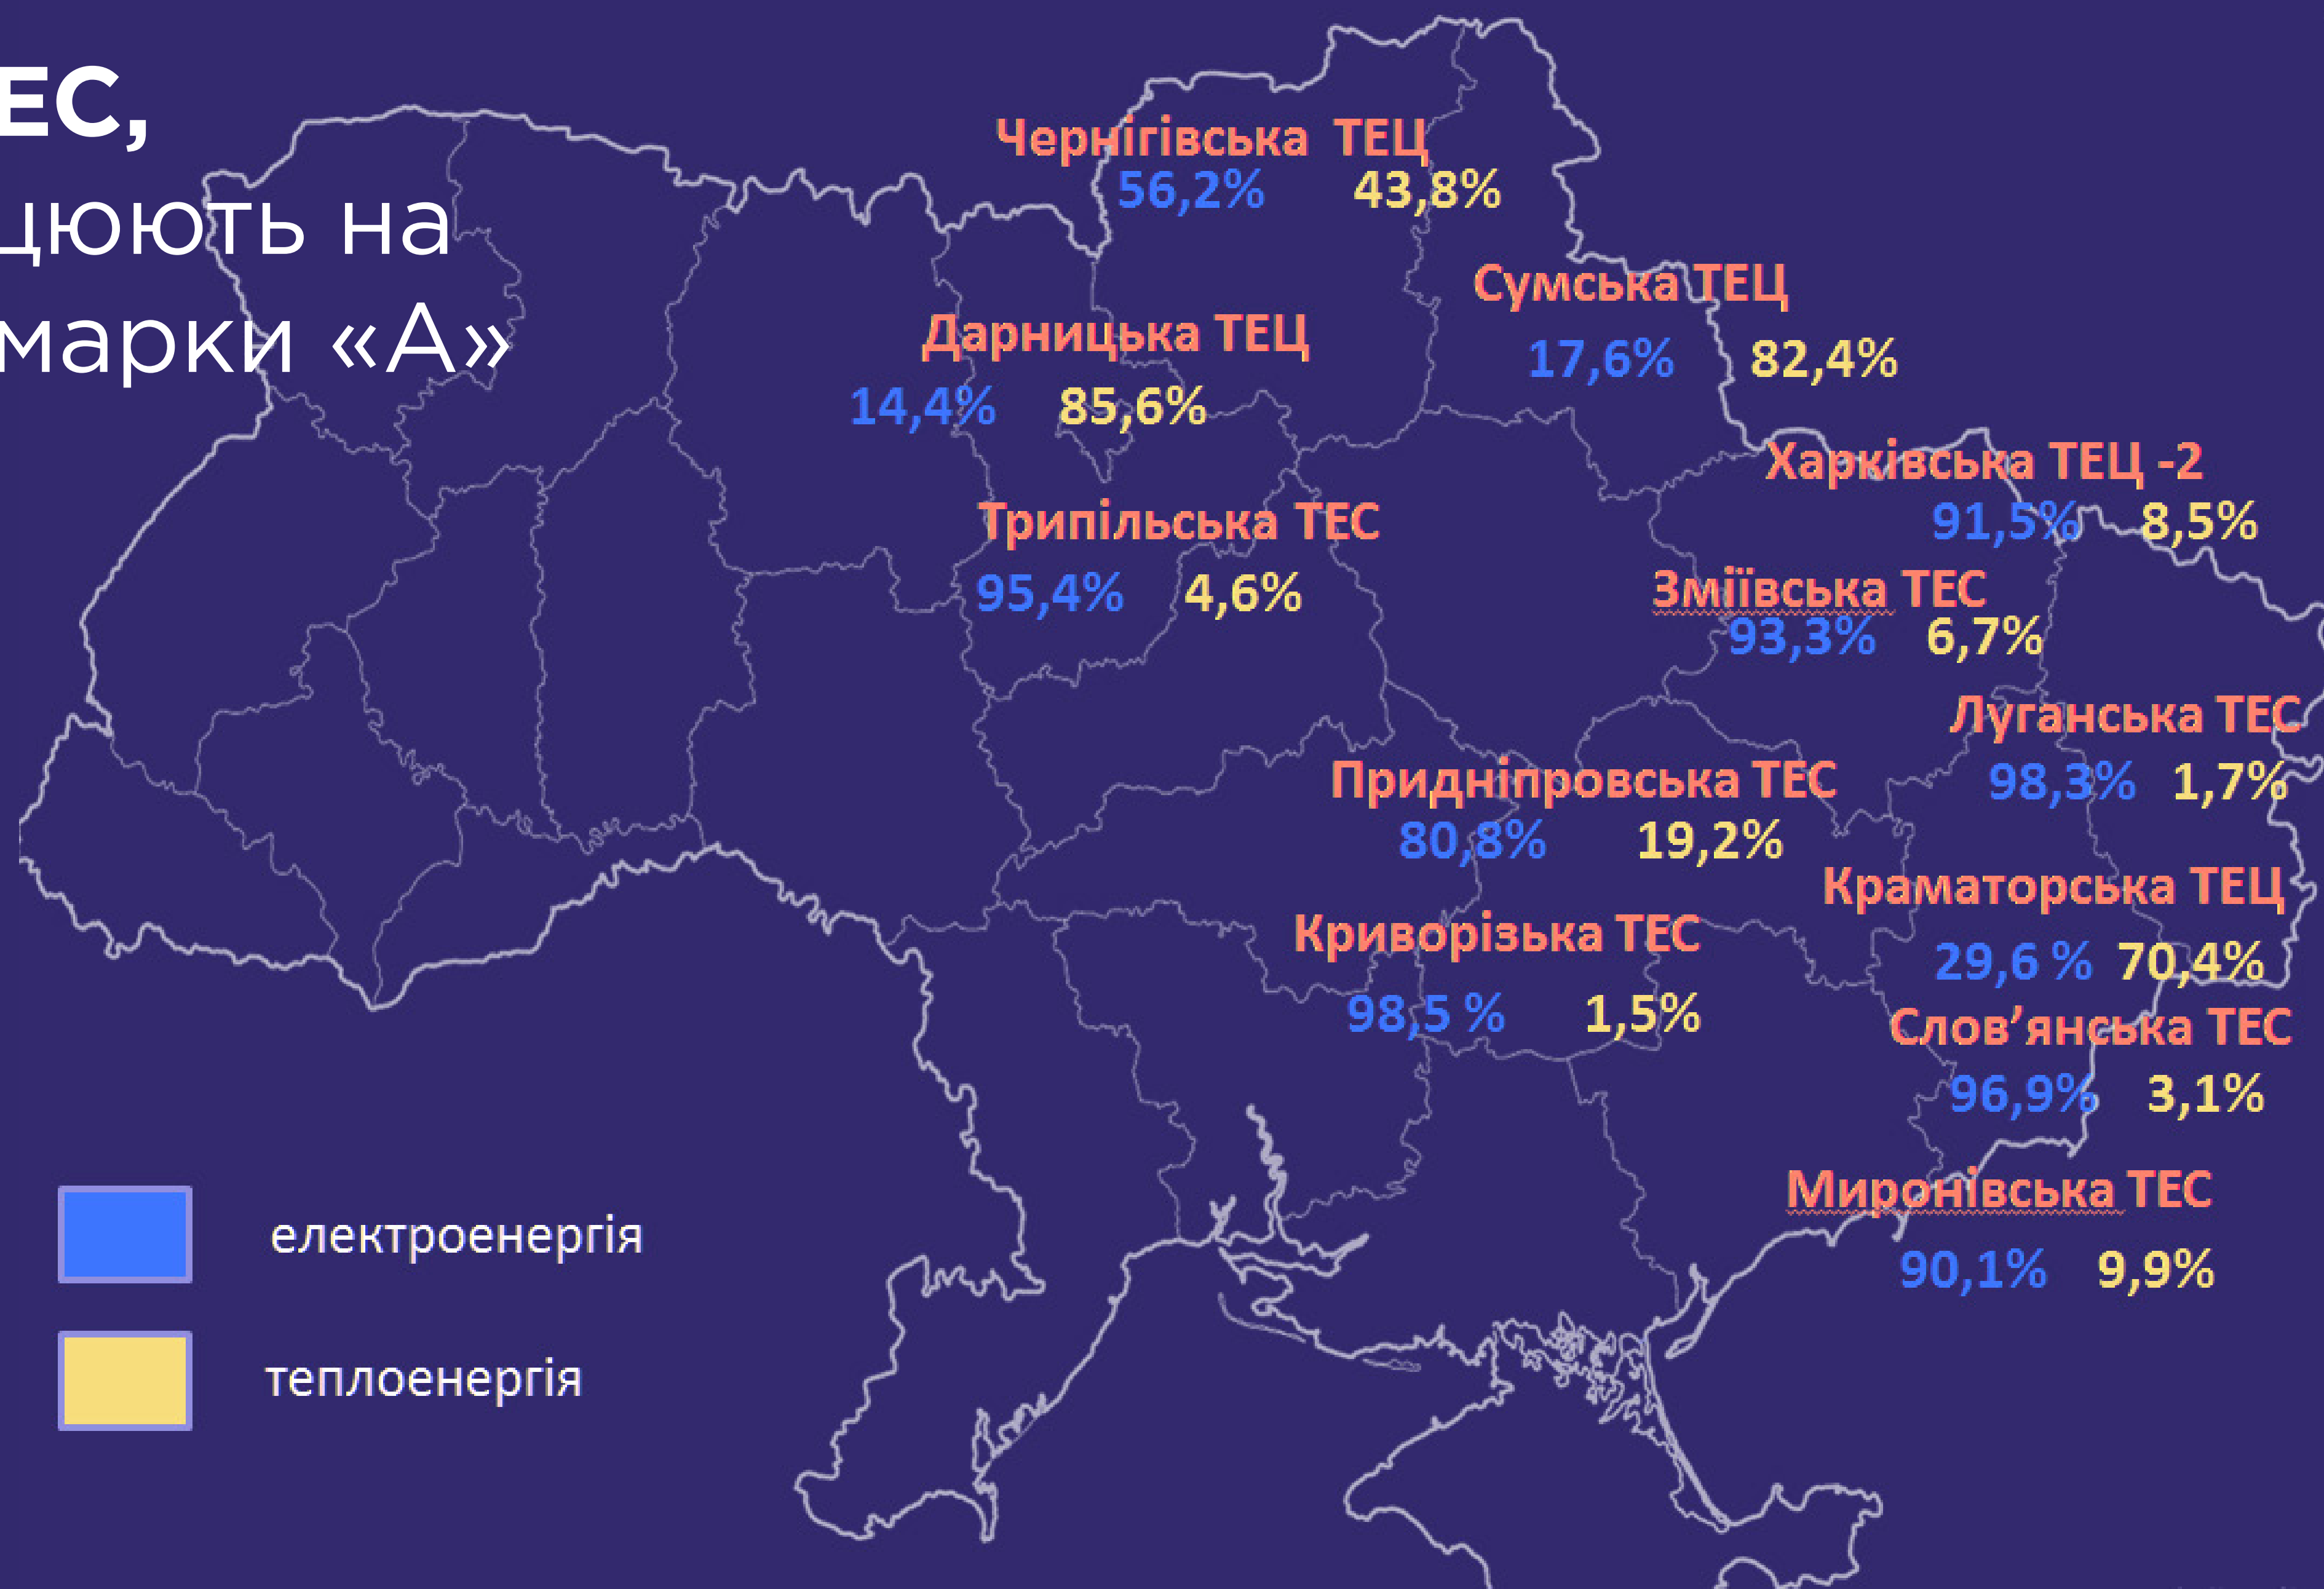 ЕС,
цюють на
марки «А»
Чернігівська ТЕЦ
56,2% 43,8%
Сумська ТЕЦ
17,6% 82,4%
Дарницька ТЕЦ
14,4% 85,6%
Харківська ТЕЦ -2
91,5% 8,5%
Трипільська ТЕС
95,4% 4,6%
Зміївська ТЕС
93,3% 6,7%
Луганська ТЕС
98,3% 1,7%
Придніпровська ТЕС
80,8% 19,2%
Краматорська ТЕЦ
29,6 % 70,4%
Криворізька ТЕС
98,5 % 1,5%
Слов’янська ТЕС
96,9% 3,1%
Миронівська ТЕС
90,1% 9,9%
електроенергія
теплоенергія